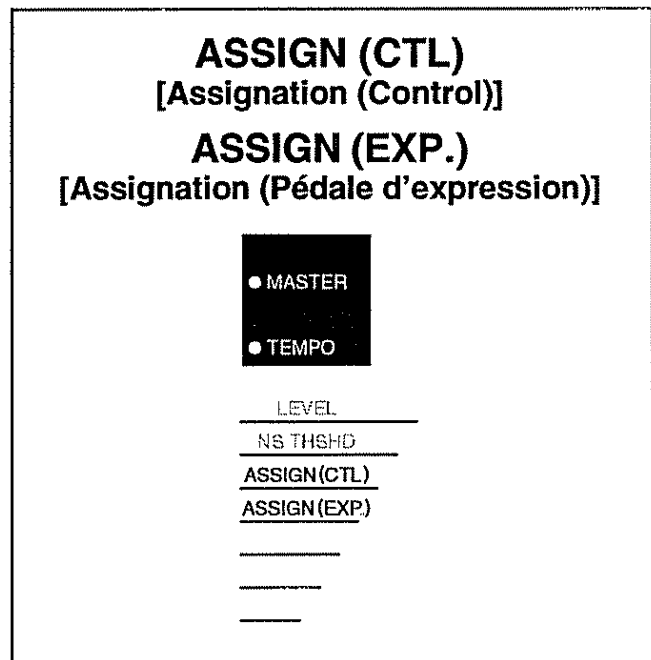 ASSIGN (CTL)
[Assignation (Control)]
ASSIGN (EXP.)
[Assignation (Pédale d'expression)]
MASTER
TEMPO
LEVEL
NS THSHD
ASSIGN(CTL)
ASSIGN(EXP.)